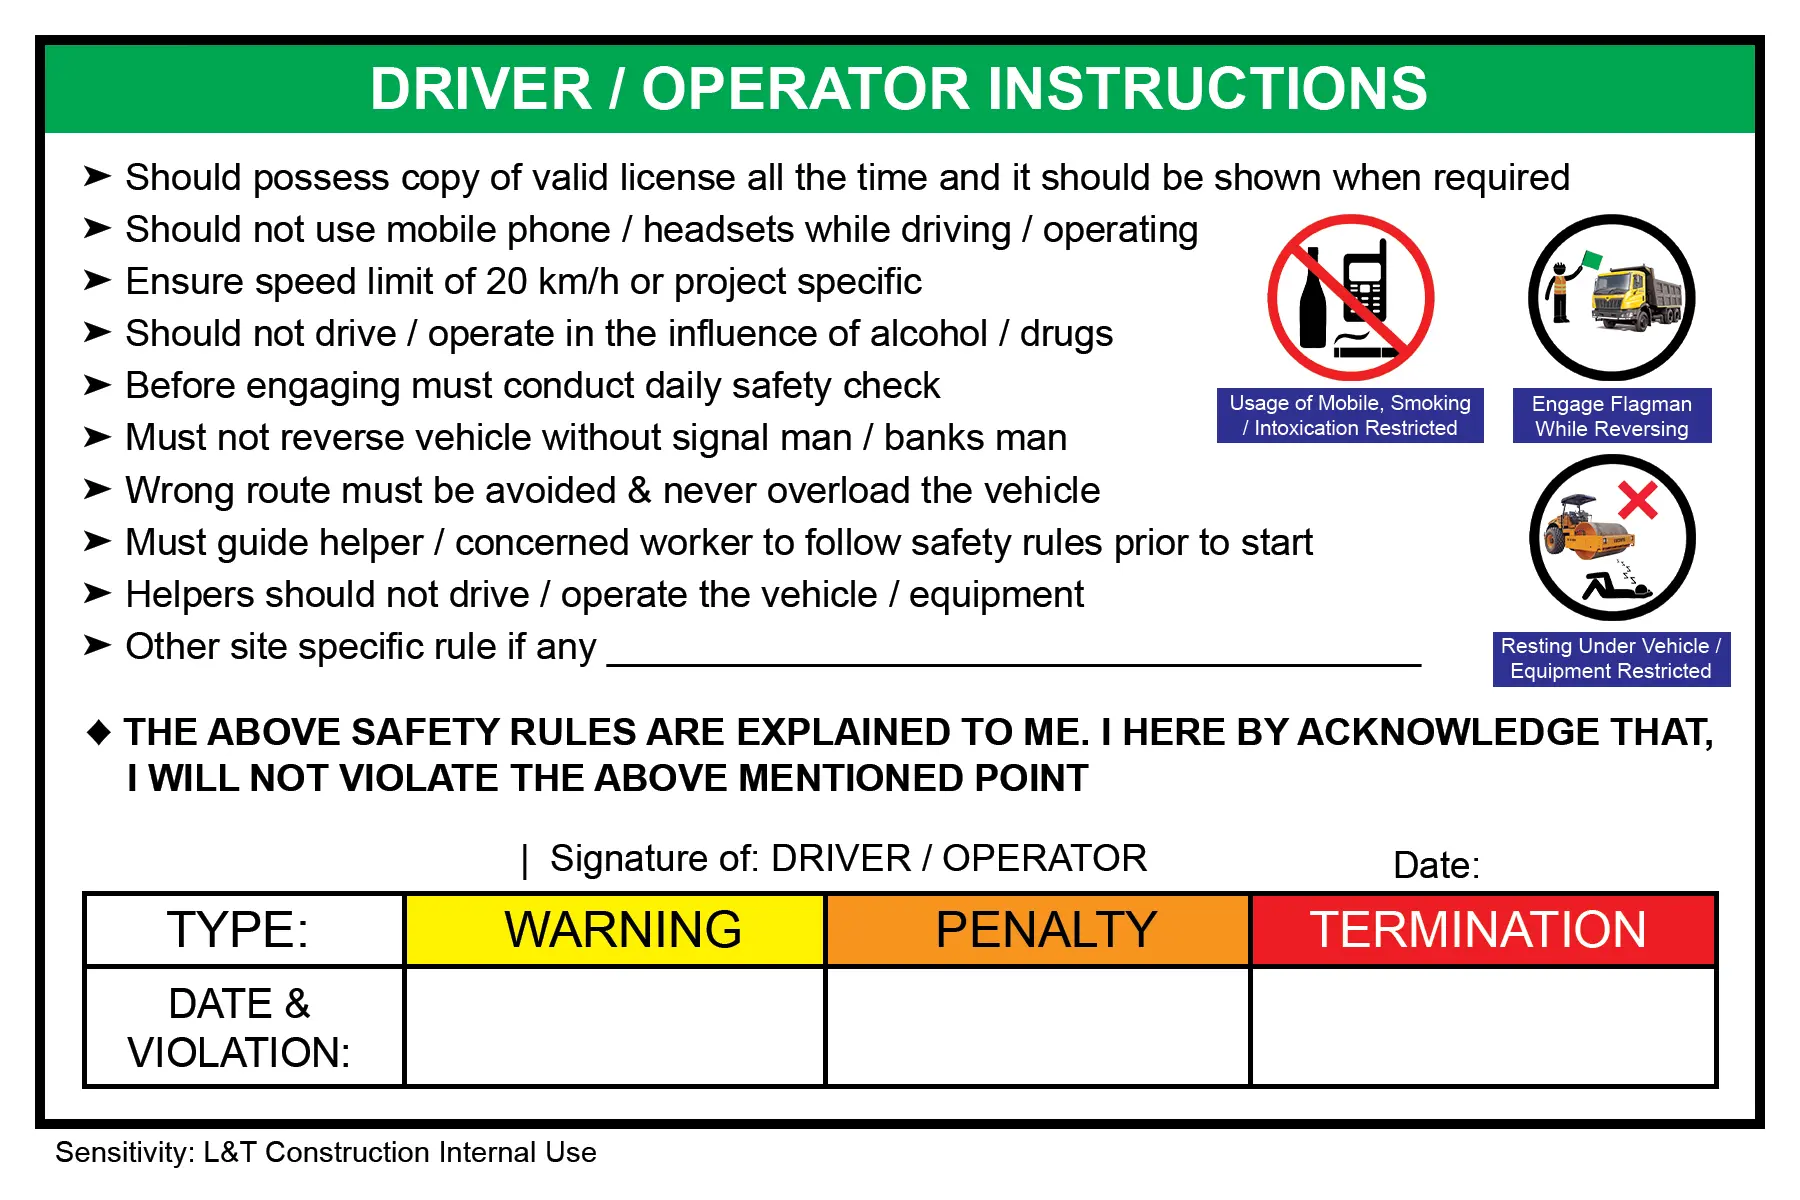 DRIVER / OPERATOR INSTRUCTIONS
➤ Should possess copy of valid license all the time and it should be shown when required
➤ Should not use mobile phone / headsets while driving / operating
➤ Ensure speed limit of 20 km/h or project specific
➤ Should not drive / operate in the influence of alcohol / drugs
➤ Before engaging must conduct daily safety check
➤ Must not reverse vehicle without signal man / banks man
➤ Wrong route must be avoided & never overload the vehicle
➤ Must guide helper / concerned worker to follow safety rules prior to start
➤ Helpers should not drive / operate the vehicle / equipment
➤ Other site specific rule if any ______________________________________
Usage of Mobile, Smoking
/ Intoxication Restricted
Engage Flagman
While Reversing
Resting Under Vehicle /
Equipment Restricted
◆ THE ABOVE SAFETY RULES ARE EXPLAINED TO ME. I HERE BY ACKNOWLEDGE THAT,
I WILL NOT VIOLATE THE ABOVE MENTIONED POINT
| Signature of: DRIVER / OPERATOR Date:
TYPE: WARNING PENALTY TERMINATION
DATE &
VIOLATION:
Sensitivity: L&T Construction Internal Use